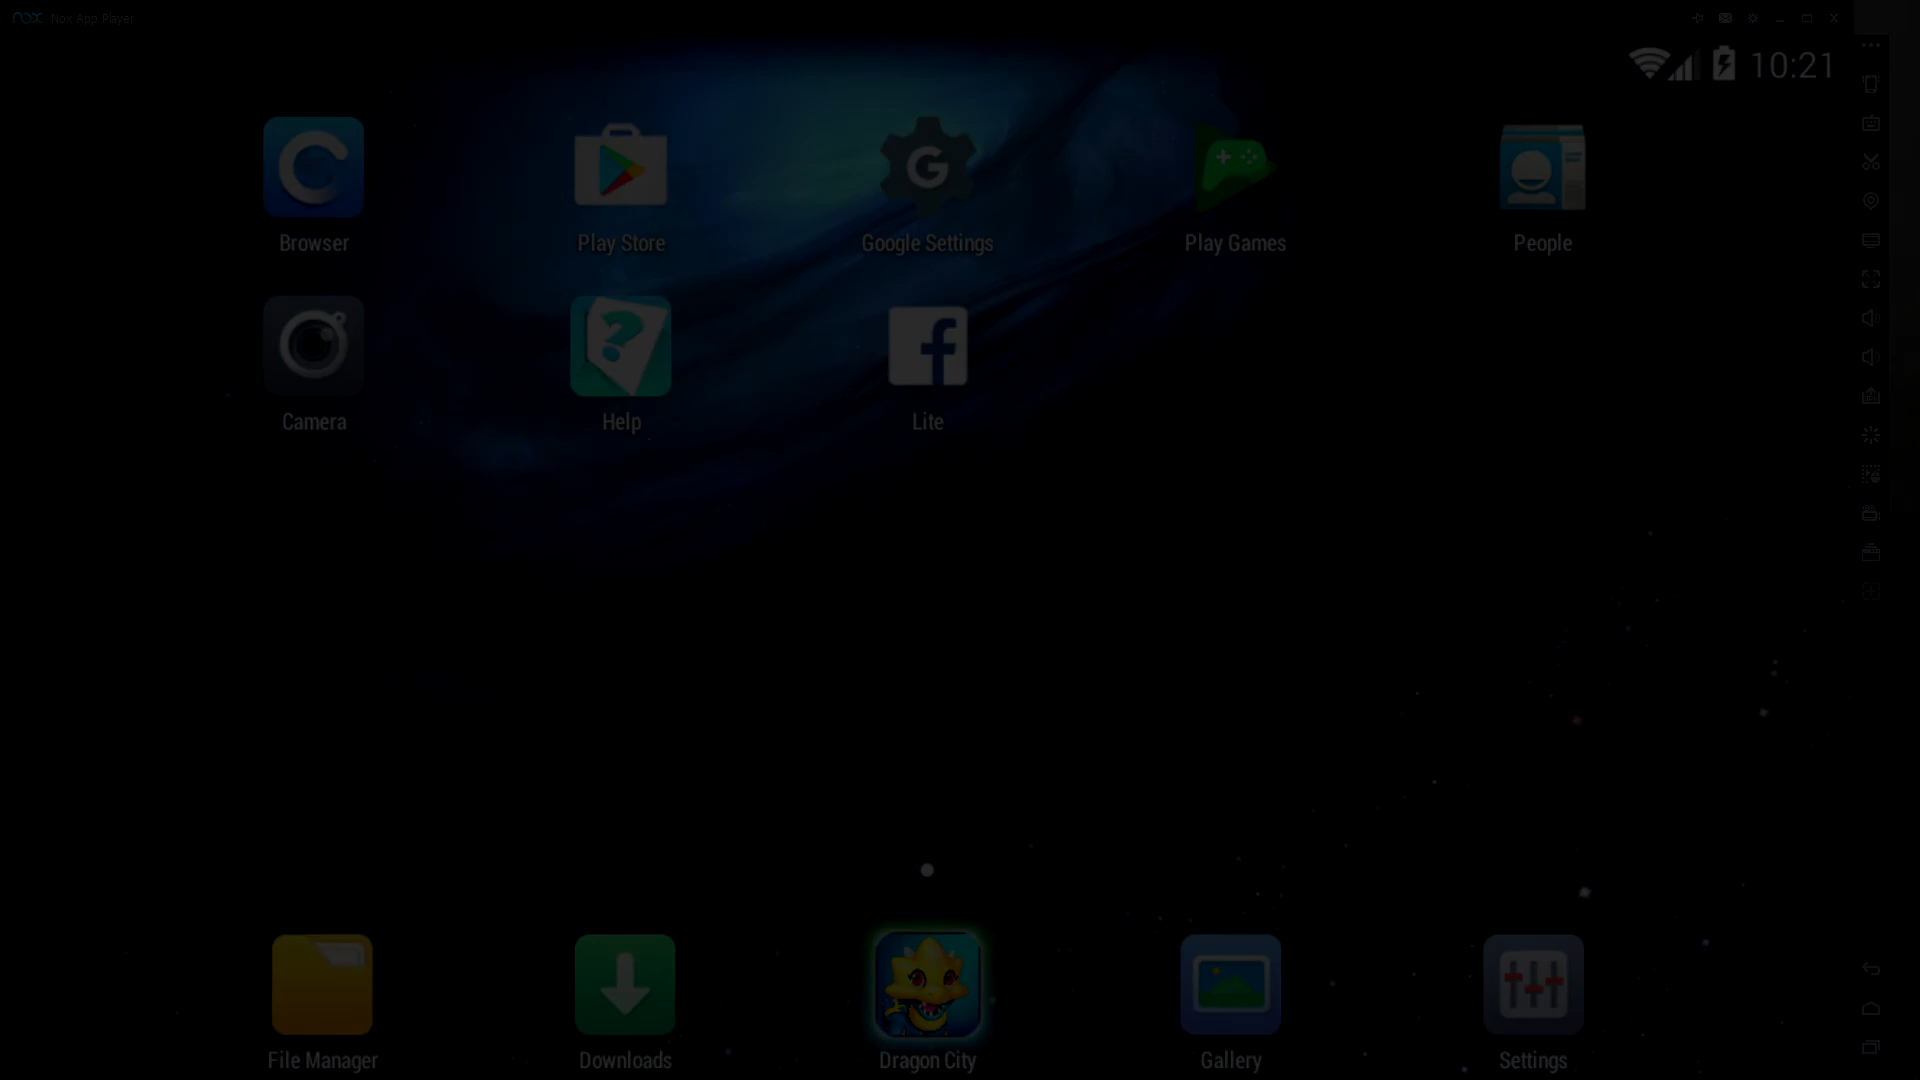 nox Nox App Player
10:21
Browser
Play Store
Google Settings
Play Games
People
Camera
Help
Lite
File Manager
Downloads
Dragon City
Gallery
Settings